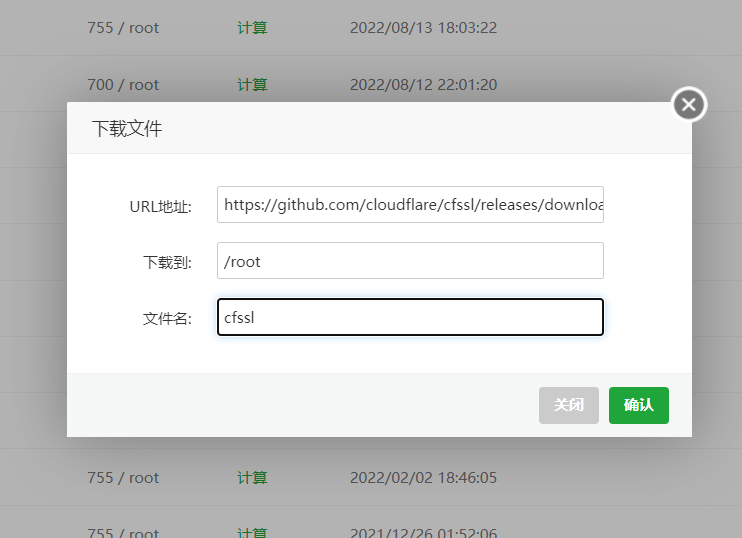 755 / root 计算 2022/08/13 18:03:22
700 / root 计算 2022/08/12 22:01:20
下载文件
URL地址: https://github.com/cloudflare/cfssl/releases/downloa
下载到: /root
文件名: cfssl
关闭 确认
755 / root 计算 2022/02/02 18:46:05
755 / root 计算 2021/12/26 01:52:06